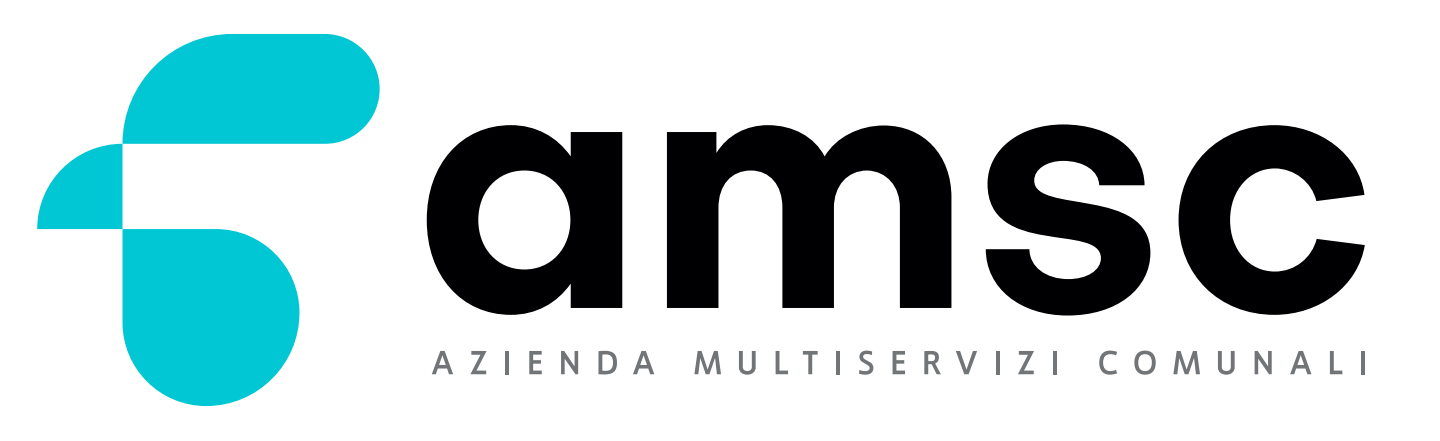 amsc
AZIENDA MULTISERVIZI COMUNALI